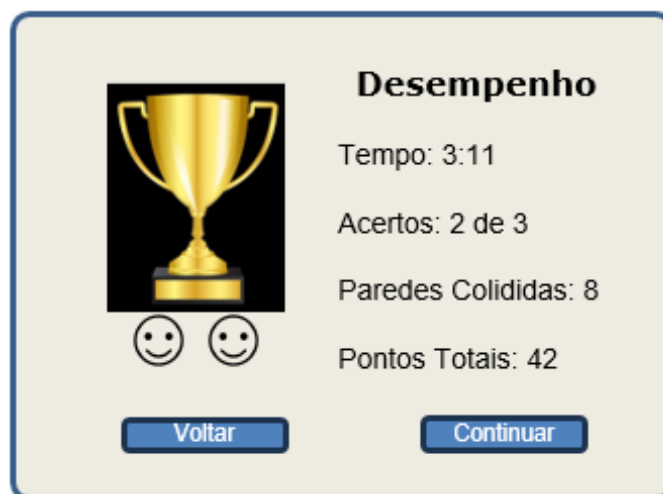 Desempenho
Tempo: 3:11
Acertos: 2 de 3
Paredes Colididas: 8
Pontos Totais: 42
Voltar
Continuar